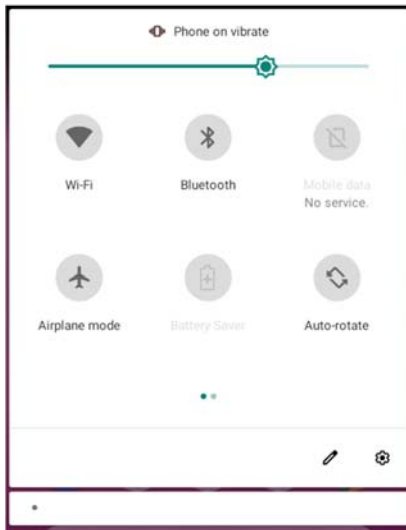 Phone on vibrate
Wi-Fi
Bluetooth
Mobile data
No service.
Airplane mode
Battery Saver
Auto-rotate